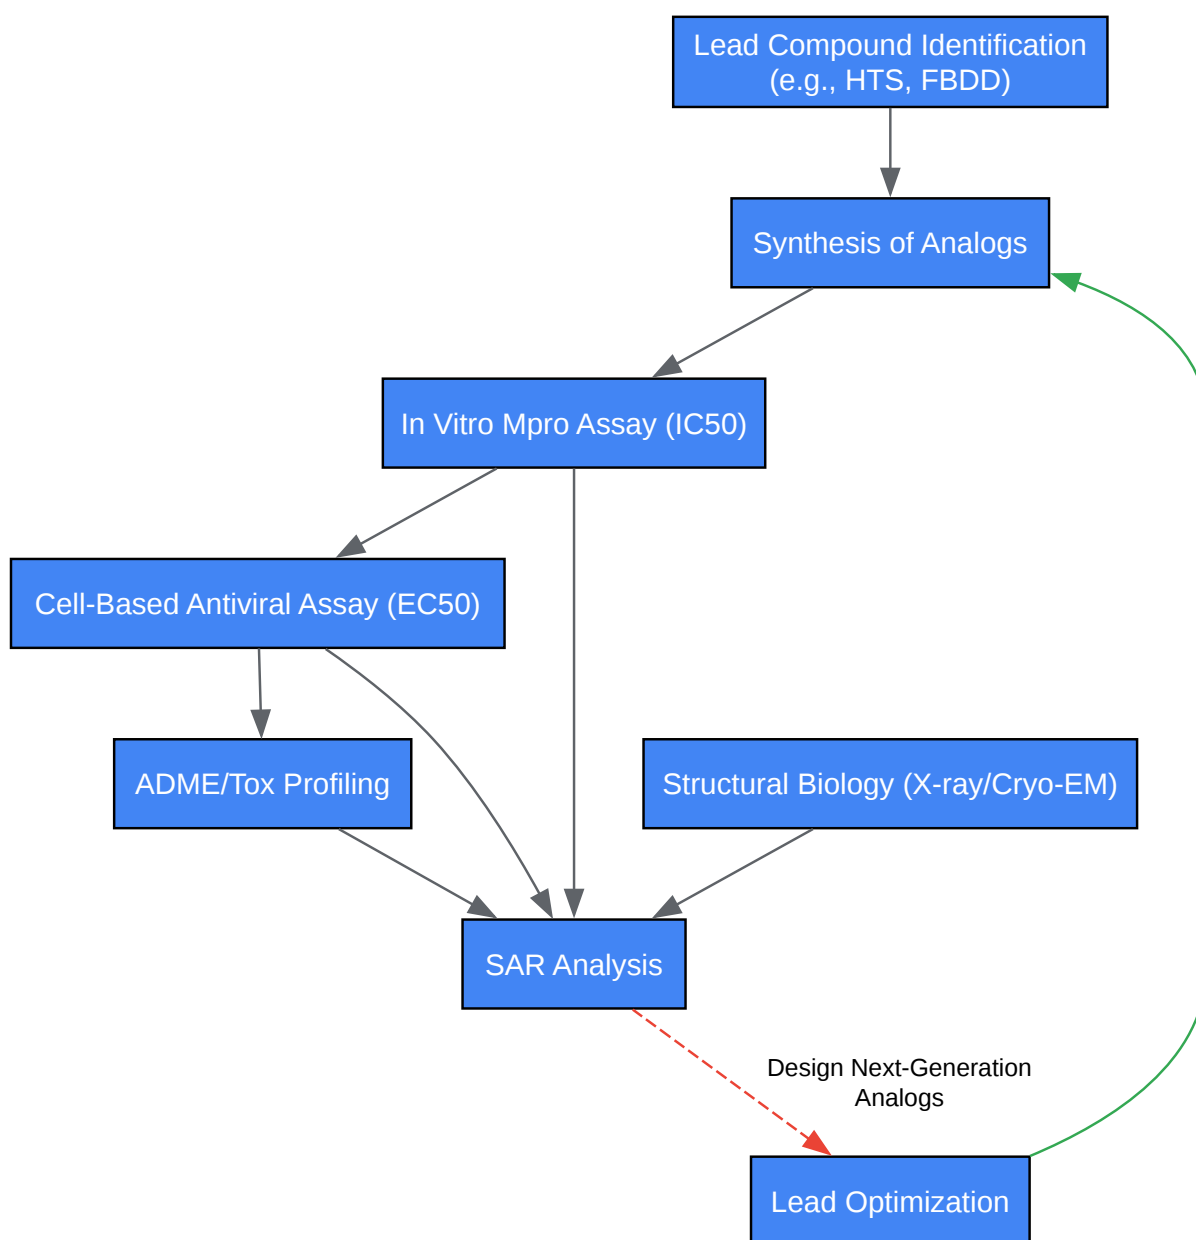 Lead Compound Identification
(e.g., HTS, FBDD)
Synthesis of Analogs
In Vitro Mpro Assay (IC50)
Cell-Based Antiviral Assay (EC50)
ADME/Tox Profiling
Structural Biology (X-ray/Cryo-EM)
SAR Analysis
Design Next-Generation
Analogs
Lead Optimization